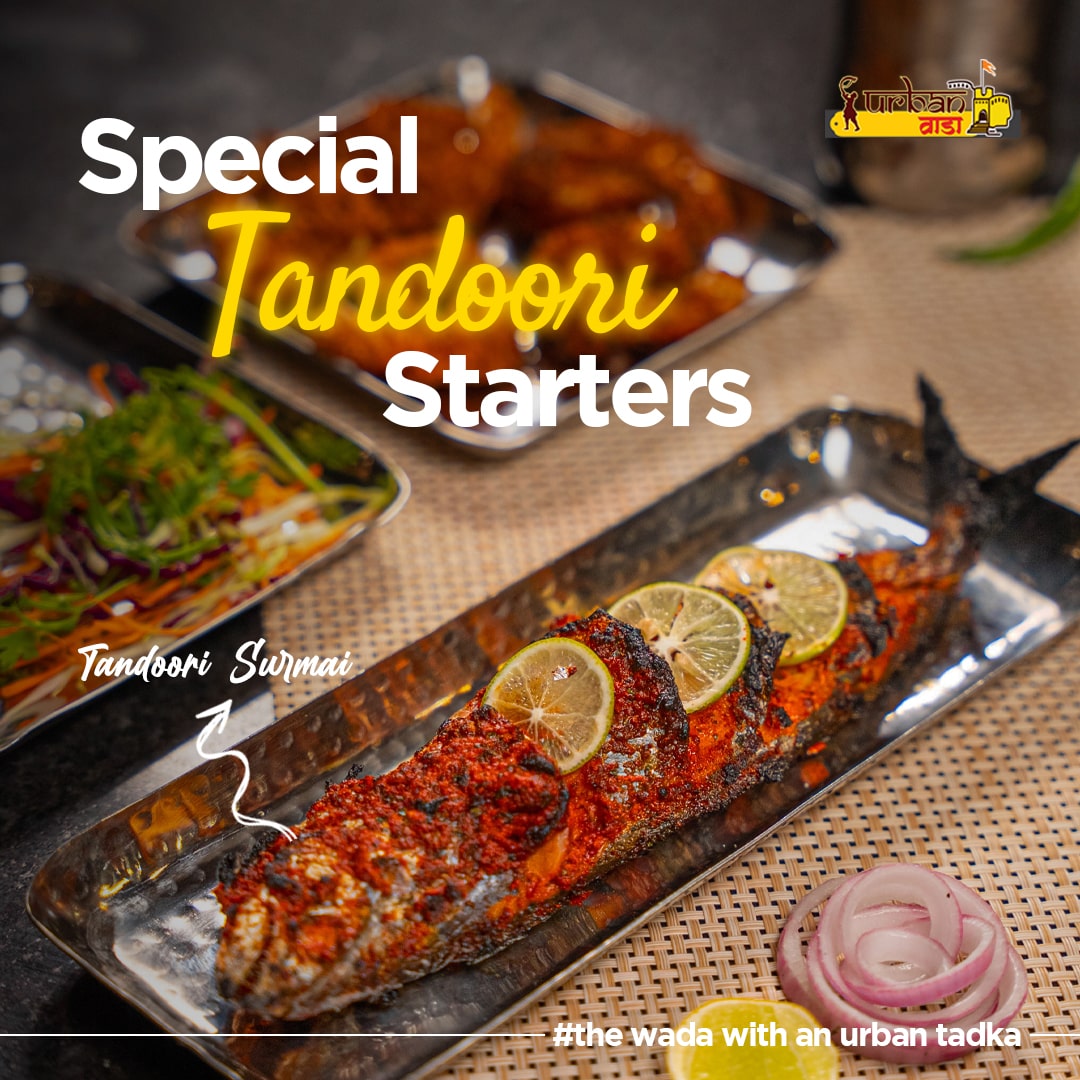 urban
वाडा
Special
Tandoori
Starters
Tandoori Surmai
#the wada with an urban tadka